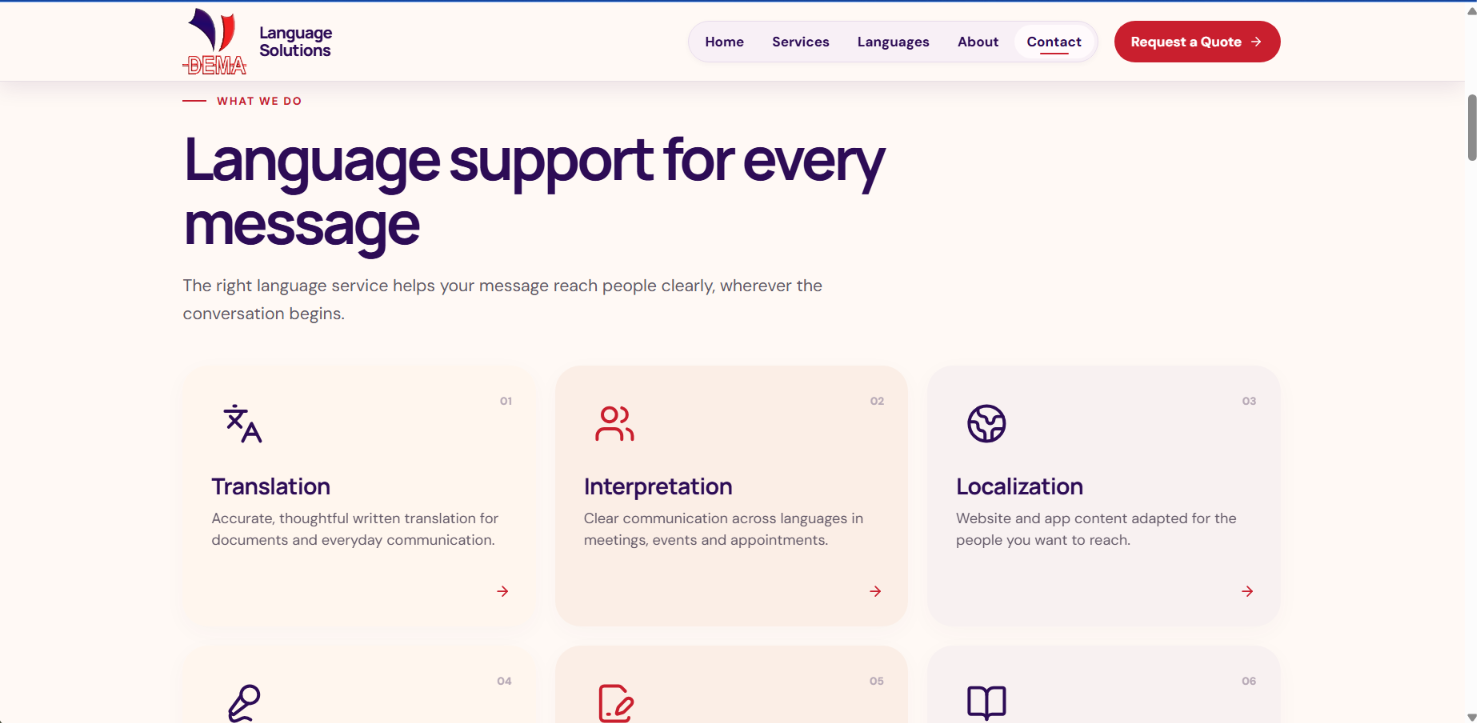 DEMA
Language
Solutions
Home Services Languages About Contact Request a Quote →
WHAT WE DO
Language support for every
message
The right language service helps your message reach people clearly, wherever the
conversation begins.
01
Translation
Accurate, thoughtful written translation for
documents and everyday communication.
→
02
Interpretation
Clear communication across languages in
meetings, events and appointments.
→
03
Localization
Website and app content adapted for the
people you want to reach.
→
04
05
06